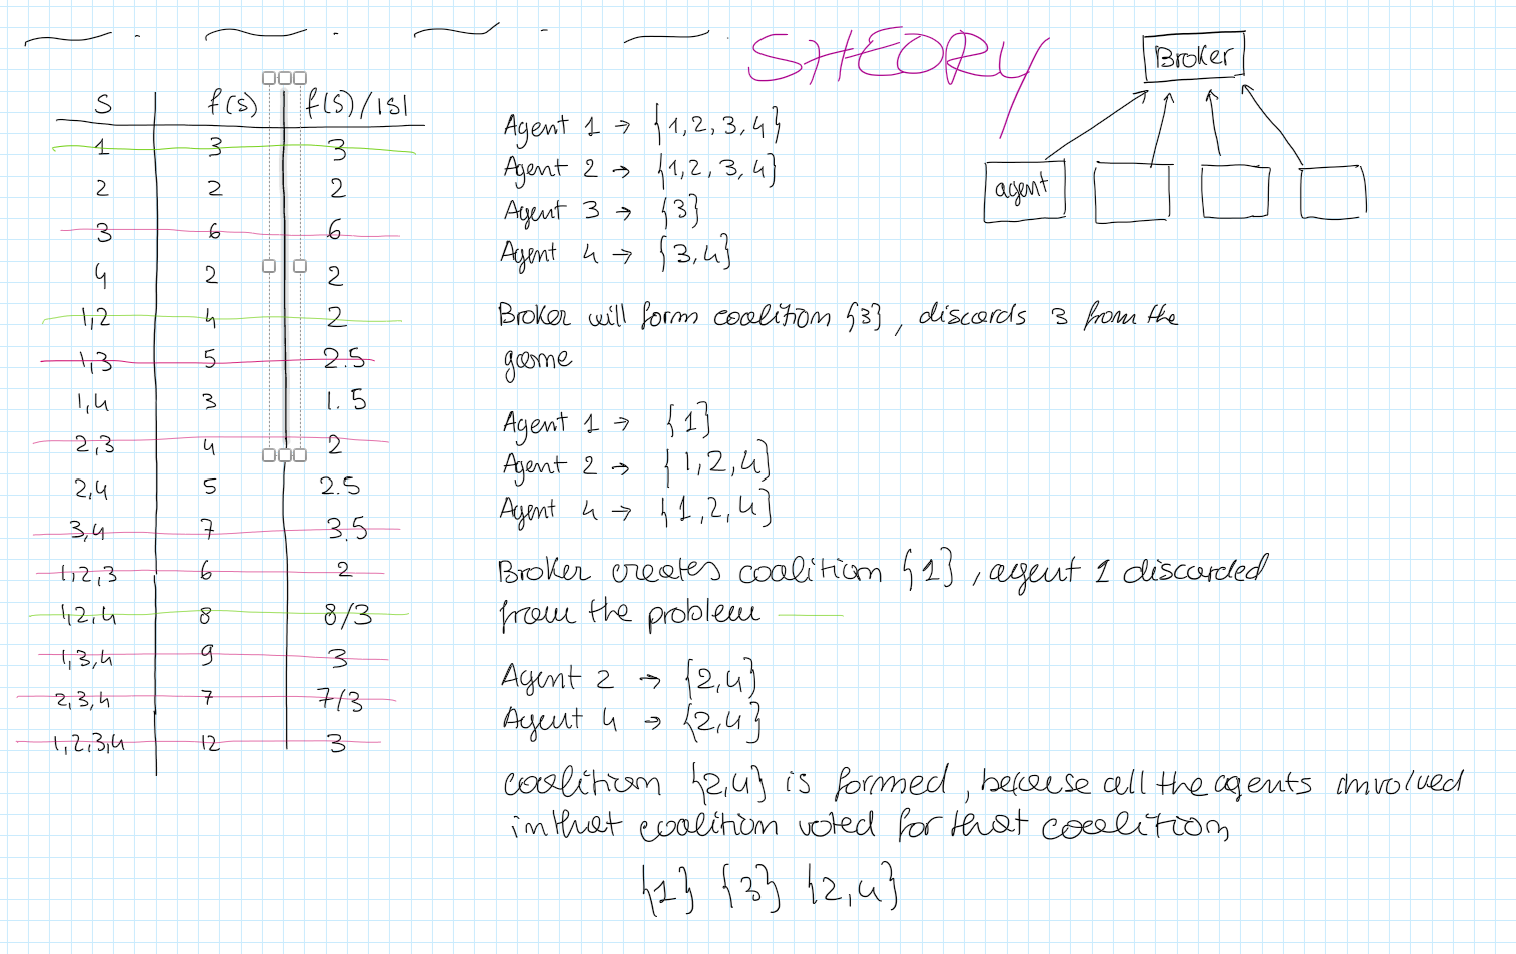 SHEORY
Broker
agent
S f(s) f(S)/|S|
1 3 3
2 2 2
3 6 6
4 2 2
1,2 4 2
1,3 5 2.5
1,4 3 1.5
2,3 4 2
2,4 5 2.5
3,4 7 3.5
1,2,3 6 2
1,2,4 8 8/3
1,3,4 9 3
2,3,4 7 7/3
1,2,3,4 12 3
Agent 1 → {1,2,3,4}
Agent 2 → {1,2,3,4}
Agent 3 → {3}
Agent 4 → {3,4}
Broker will form coalition {3}, discards 3 from the
game
Agent 1 → {1}
Agent 2 → {1,2,4}
Agent 4 → {1,2,4}
Broker creates coalition {1}, agent 1 discarded
from the problem
Agent 2 → {2,4}
Agent 4 → {2,4}
coalition {2,4} is formed, because all the agents involved
in that coalition voted for that coalition
{1} {3} {2,4}